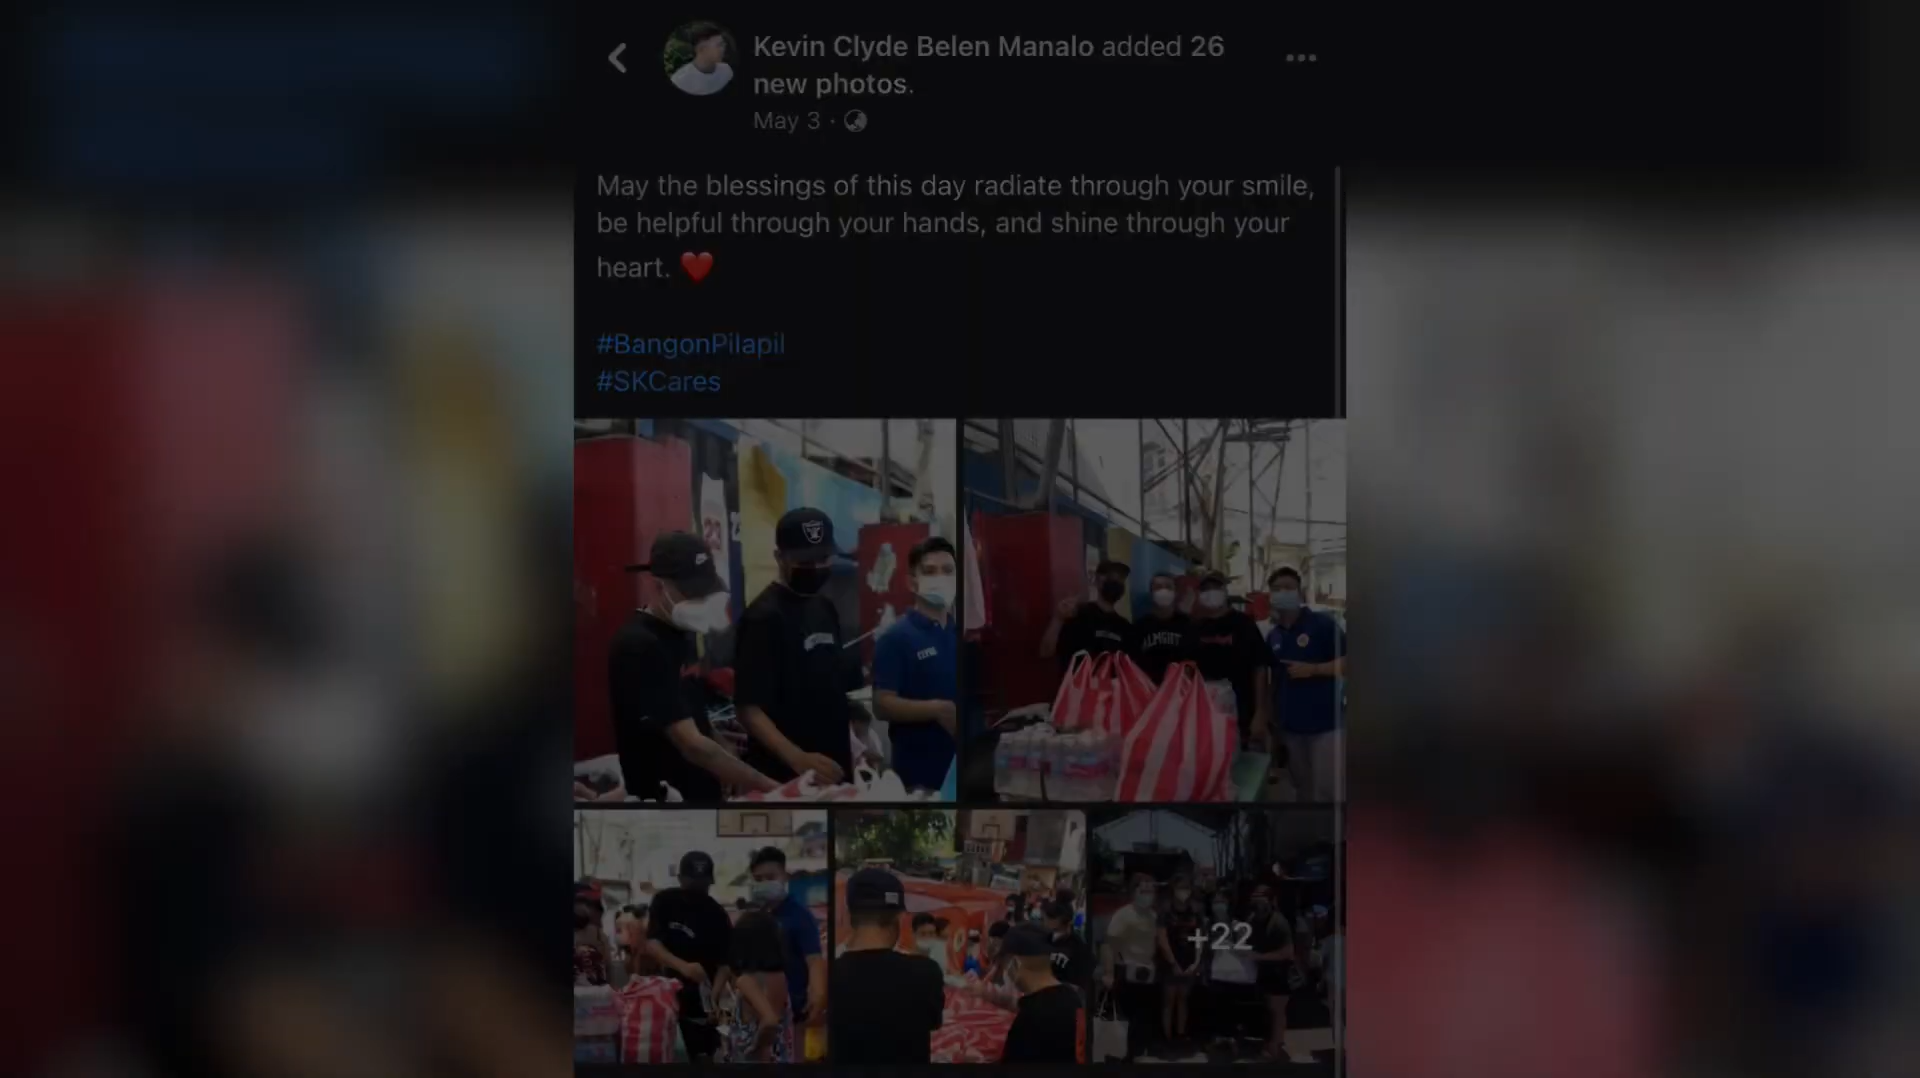 Kevin Clyde Belen Manalo added 26
new photos.
May 3 ·
May the blessings of this day radiate through your smile,
be helpful through your hands, and shine through your
heart. ❤️
#BangonPilapil
#SKCares
ALMGHT
+22